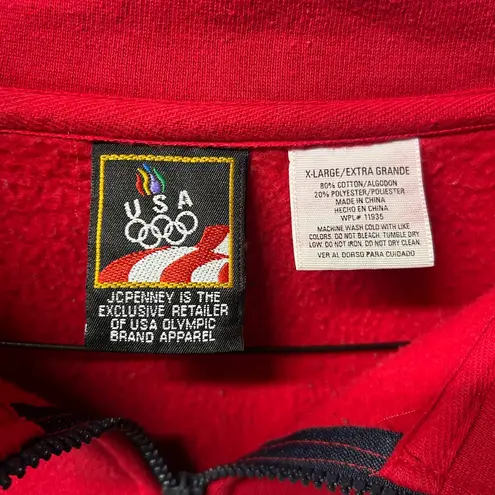 USA
JCPENNEY IS THE
EXCLUSIVE RETAILER
OF USA OLYMPIC
BRAND APPAREL
X-LARGE/EXTRA GRANDE
80% COTTON/ALGODON
20% POLYESTER/POLIESTER
MADE IN CHINA
HECHO EN CHINA
WPL# 11935
MACHINE WASH COLD WITH LIKE
COLORS. DO NOT BLEACH. TUMBLE DRY
LOW. DO NOT IRON. DO NOT DRY CLEAN.
VER AL DORSO PARA CUIDADO